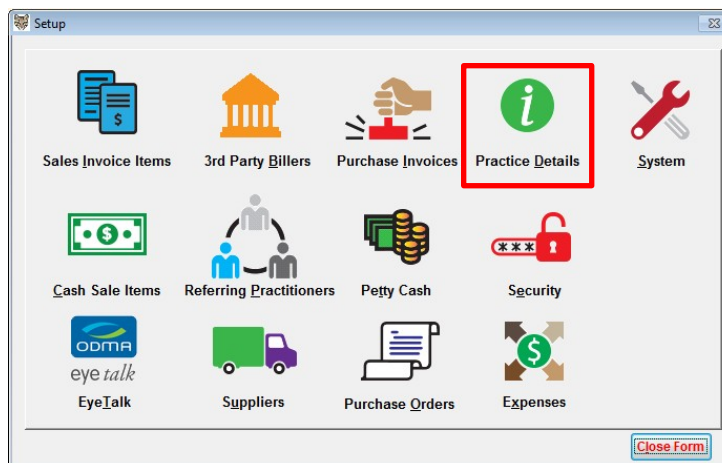 Setup
$
i
Sales Invoice Items
3rd Party Billers
Purchase Invoices
Practice Details
System
$
***
Cash Sale Items
Referring Practitioners
Petty Cash
Security
ODMA
eye talk
$
EyeTalk
Suppliers
Purchase Orders
Expenses
Close Form